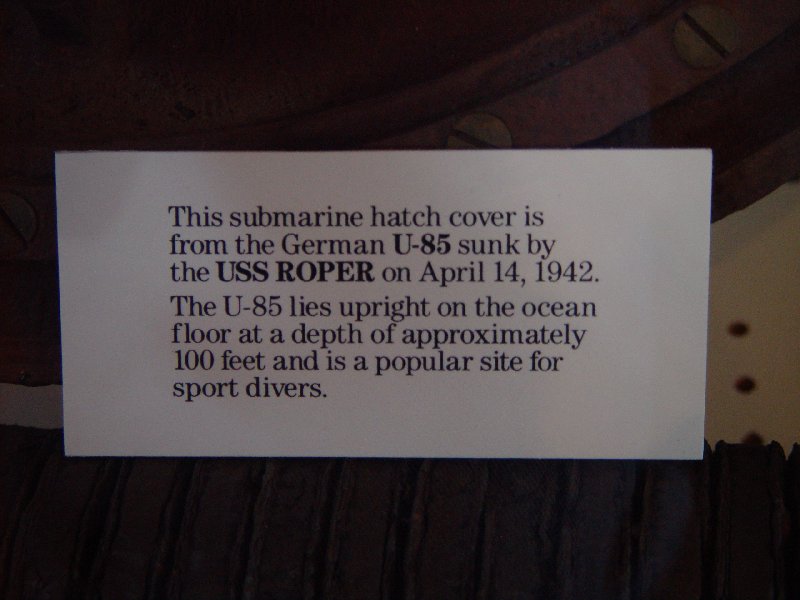 This submarine hatch cover is
from the German U-85 sunk by
the USS ROPER on April 14, 1942.
The U-85 lies upright on the ocean
floor at a depth of approximately
100 feet and is a popular site for
sport divers.